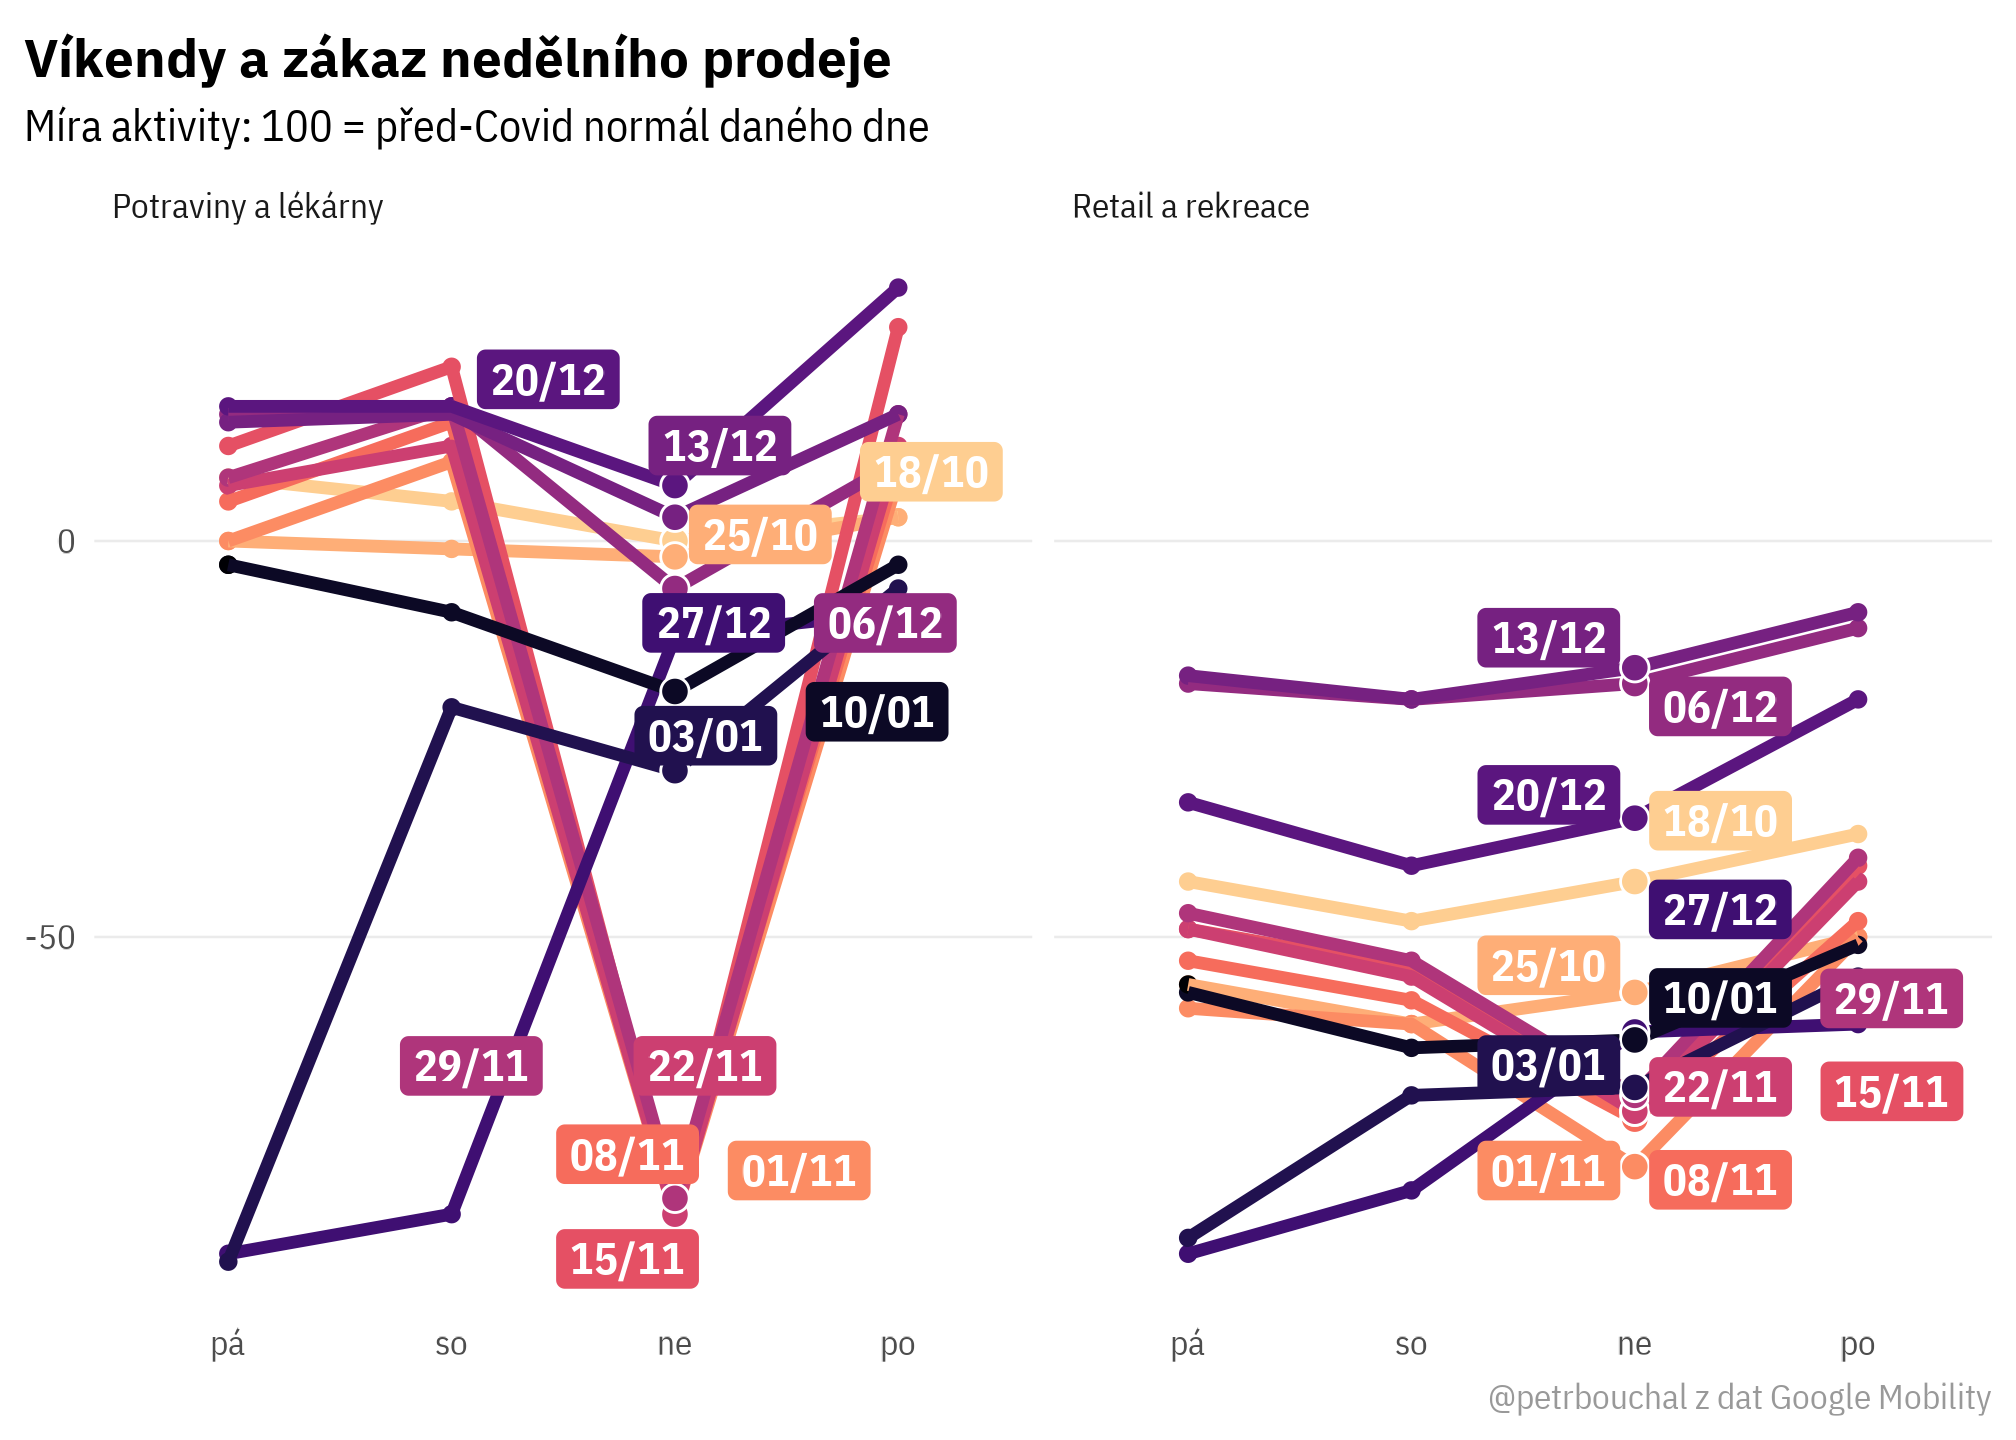 Víkendy a zákaz nedělního prodeje
Míra aktivity: 100 = před-Covid normál daného dne
Potraviny a lékárny
Retail a rekreace
20/12
13/12
18/10
25/10
0
27/12
06/12
03/01
10/01
29/11
22/11
08/11
01/11
15/11
-50
13/12
06/12
20/12
18/10
27/12
25/10
10/01
29/11
03/01
22/11
15/11
01/11
08/11
pá
so
ne
po
pá
so
ne
po
@petrbouchal z dat Google Mobility